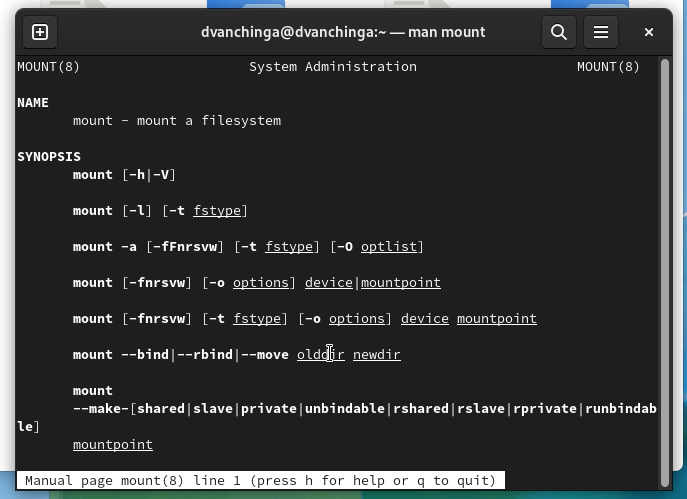 dvanchinga@dvanchinga:~ — man mount
MOUNT(8) System Administration MOUNT(8)
NAME
mount - mount a filesystem
SYNOPSIS
mount [-h|-V]
mount [-l] [-t fstype]
mount -a [-fFnrsvw] [-t fstype] [-O optlist]
mount [-fnrsvw] [-o options] device|mountpoint
mount [-fnrsvw] [-t fstype] [-o options] device mountpoint
mount --bind|--rbind|--move olddir newdir
mount
--make-[shared|slave|private|unbindable|rshared|rslave|rprivate|runbindab
le]
mountpoint
Manual page mount(8) line 1 (press h for help or q to quit)